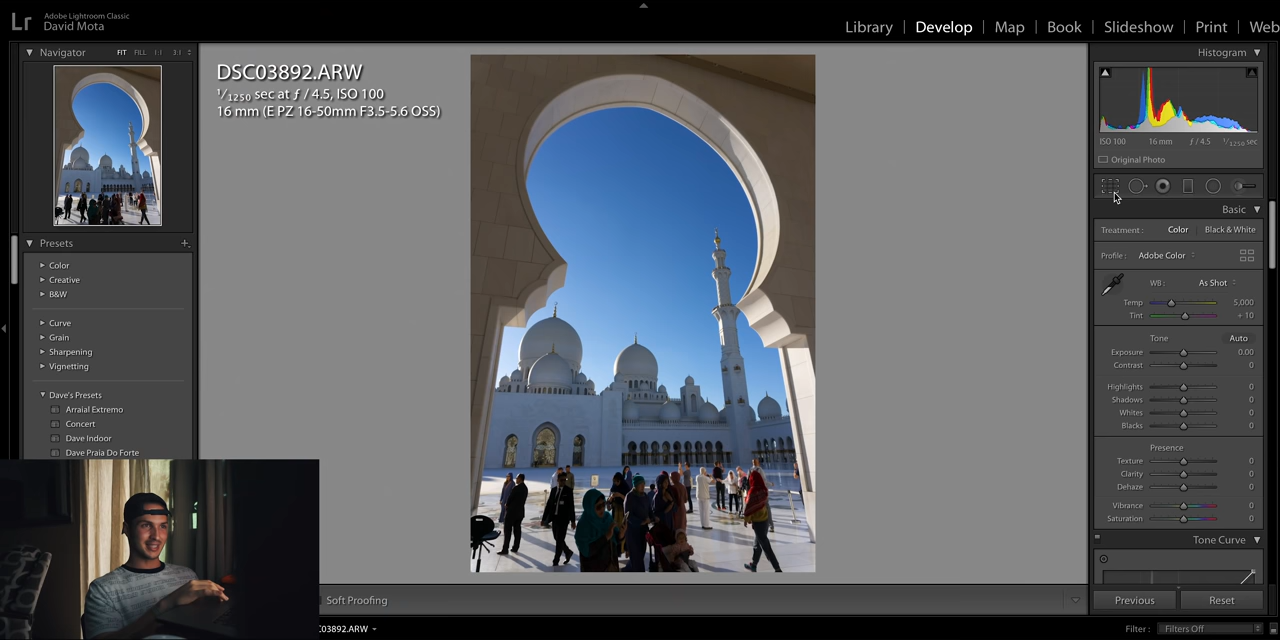 Lr
Adobe Lightroom Classic
David Mota
Library | Develop | Map | Book | Slideshow | Print | Web
Navigator FIT FILL 1:1 3:1
Presets
Color
Creative
B&W
Curve
Grain
Sharpening
Vignetting
Dave's Presets
Arraial Extremo
Concert
Dave Indoor
Dave Praia Do Forte
DSC03892.ARW
1/1250 sec at ƒ / 4.5, ISO 100
16 mm (E PZ 16-50mm F3.5-5.6 OSS)
Soft Proofing
C03892.ARW
Histogram
ISO 100 16 mm ƒ / 4.5 1/1250 sec
Original Photo
Basic
Treatment : Color Black & White
Profile : Adobe Color
WB : As Shot
Temp 5,000
Tint + 10
Tone Auto
Exposure 0.00
Contrast 0
Highlights 0
Shadows 0
Whites 0
Blacks 0
Presence
Texture 0
Clarity 0
Dehaze 0
Vibrance 0
Saturation 0
Tone Curve
Previous Reset
Filter : Filters Off